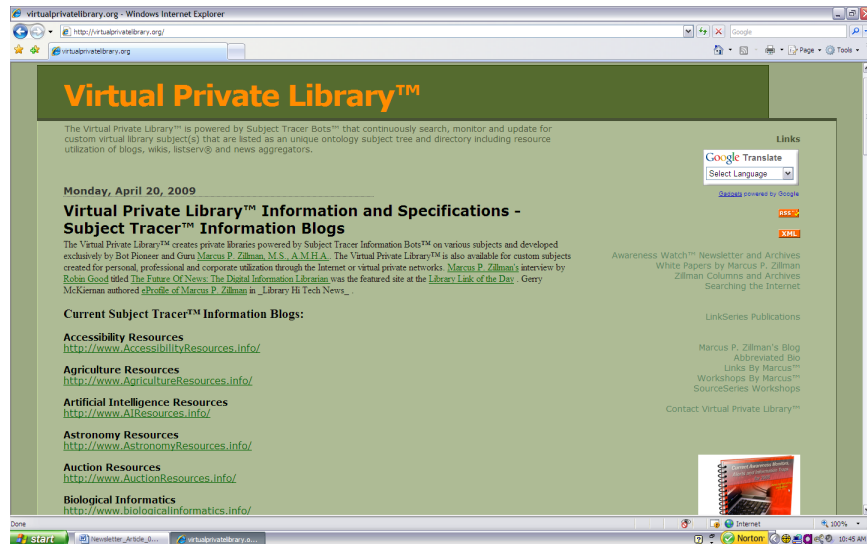 virtualprivatelibrary.org - Windows Internet Explorer
http://virtualprivatelibrary.org/
Google
virtualprivatelibrary.org
Page
Tools
Virtual Private Library™
The Virtual Private Library™ is powered by Subject Tracer Bots™ that continuously search, monitor and update for
custom virtual library subject(s) that are listed as an unique ontology subject tree and directory including resource
utilization of blogs, wikis, listserv® and news aggregators.
Monday, April 20, 2009
Virtual Private Library™ Information and Specifications -
Subject Tracer™ Information Blogs
The Virtual Private Library™ creates private libraries powered by Subject Tracer Information Bots™ on various subjects and developed
exclusively by Bot Pioneer and Guru Marcus P. Zillman, M.S., A.M.H.A.. The Virtual Private Library™ is also available for custom subjects
created for personal, professional and corporate utilization through the Internet or virtual private networks. Marcus P. Zillman's interview by
Robin Good titled The Future Of News: The Digital Information Librarian was the featured site at the Library Link of the Day . Gerry
McKiernan authored eProfile of Marcus P. Zillman in _Library Hi Tech News_ .
Current Subject Tracer™ Information Blogs:
Accessibility Resources
http://www.AccessibilityResources.info/
Agriculture Resources
http://www.AgricultureResources.info/
Artificial Intelligence Resources
http://www.AIResources.info/
Astronomy Resources
http://www.AstronomyResources.info/
Auction Resources
http://www.AuctionResources.info/
Biological Informatics
http://www.biologicalinformatics.info/
Links
Google Translate
Select Language
Gadgets powered by Google
RSS
XML
Awareness Watch™ Newsletter and Archives
White Papers by Marcus P. Zillman
Zillman Columns and Archives
Searching the Internet
LinkSeries Publications
Marcus P. Zillman's Blog
Abbreviated Bio
Links By Marcus™
Workshops By Marcus™
SourceSeries Workshops
Contact Virtual Private Library™
Current Awareness Monitoring
Done
Internet
100%
start
Newsletter_Article_0...
virtualprivatelibrary.o...
Norton
10:45 AM